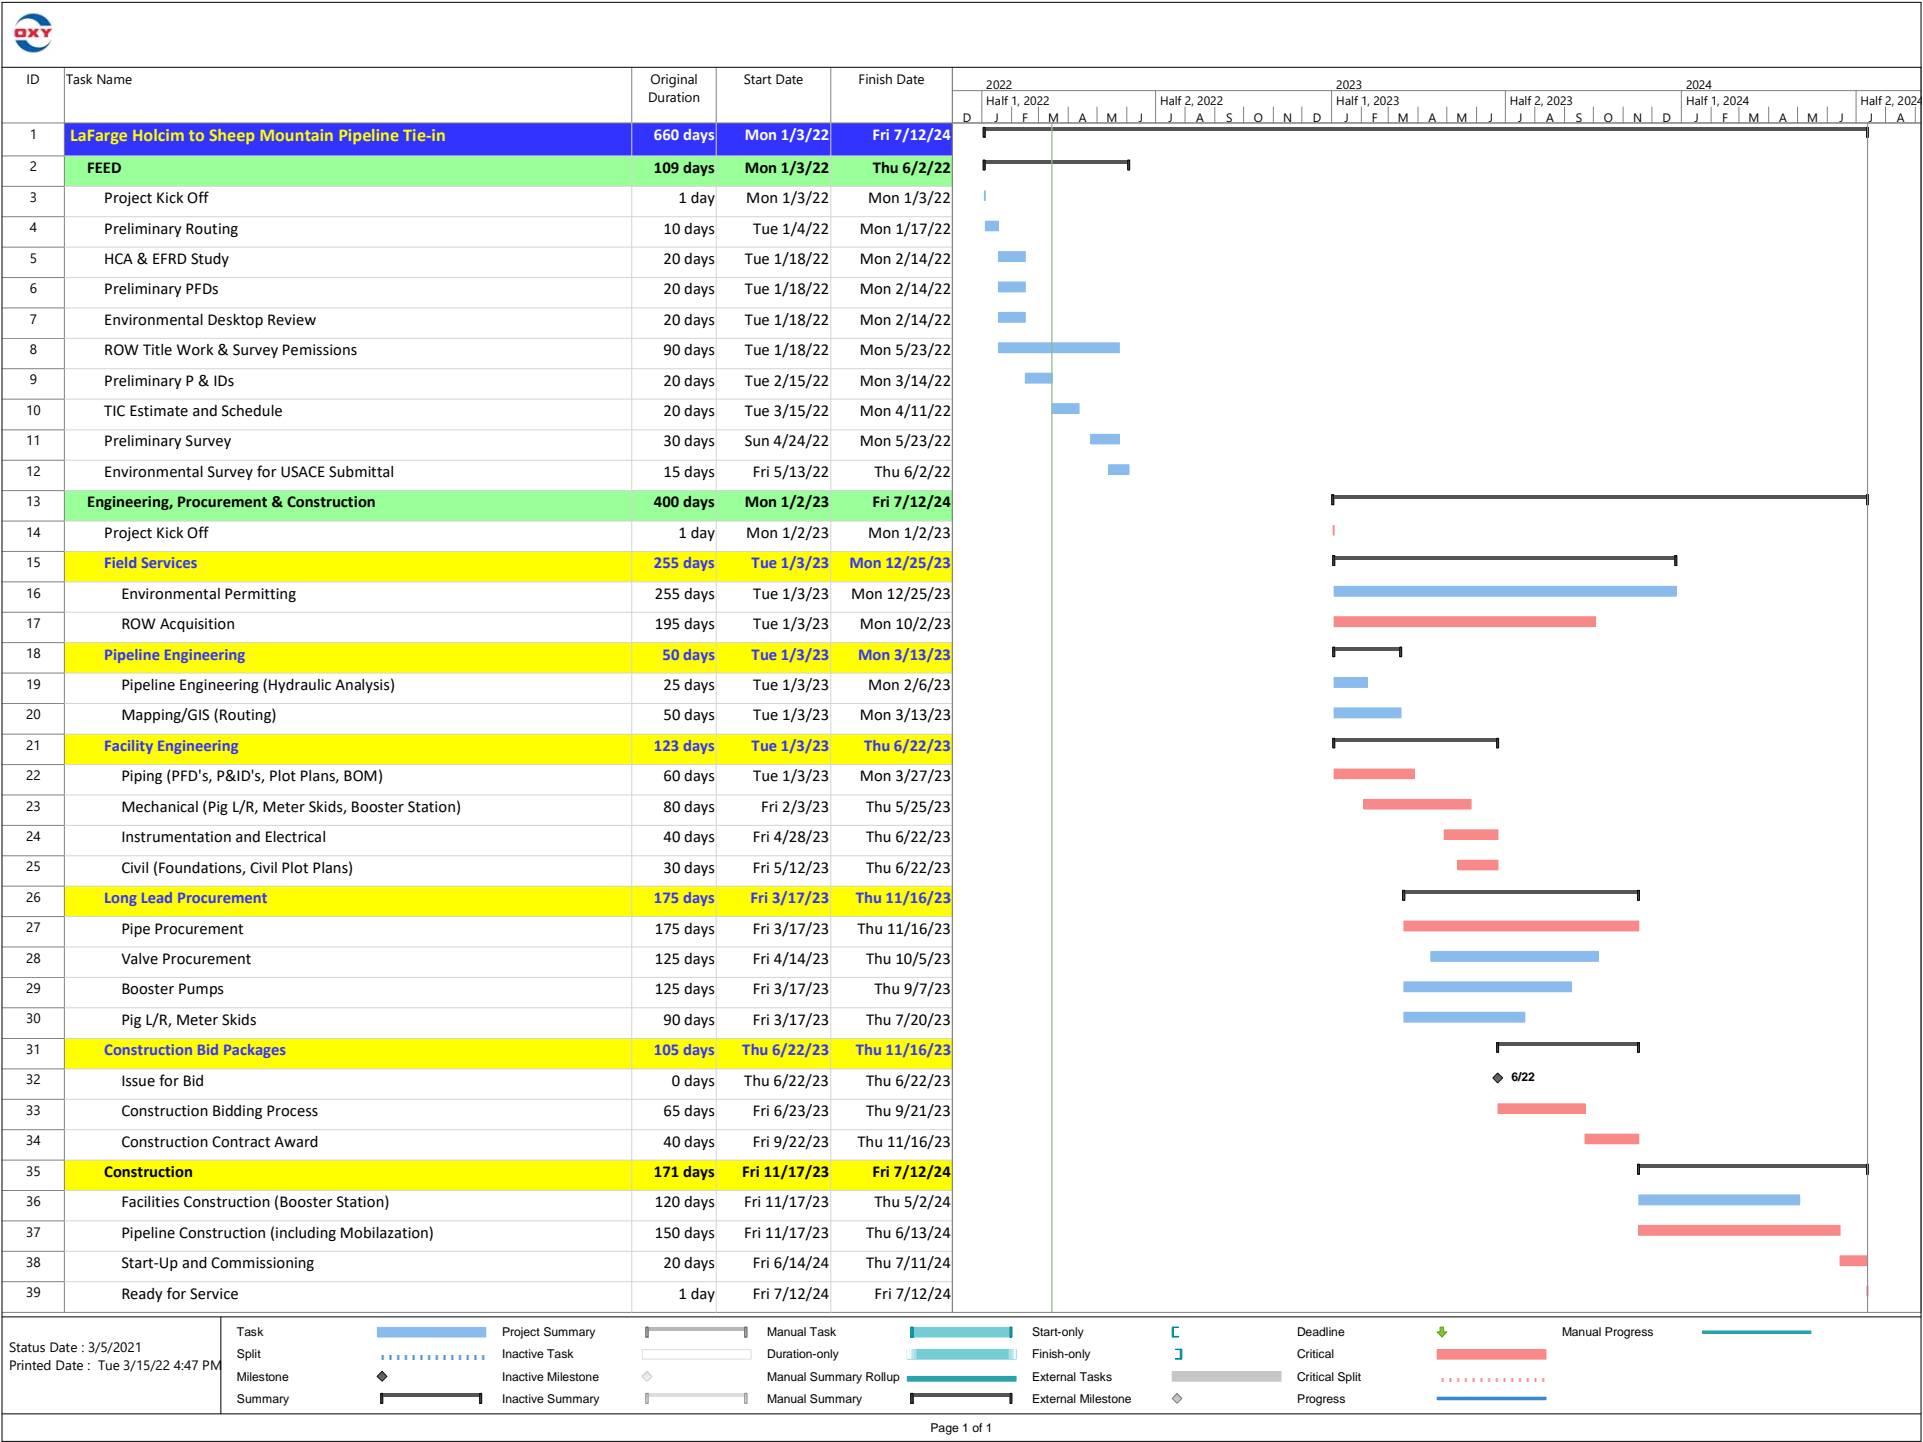 OXY
ID Task Name Original Duration Start Date Finish Date
2022 2023 2024
Half 1, 2022 Half 2, 2022 Half 1, 2023 Half 2, 2023 Half 1, 2024 Half 2, 2024
D J F M A M J J A S O N D J F M A M J J A S O N D J F M A M J J A
1 LaFarge Holcim to Sheep Mountain Pipeline Tie-in 660 days Mon 1/3/22 Fri 7/12/24
2 FEED 109 days Mon 1/3/22 Thu 6/2/22
3 Project Kick Off 1 day Mon 1/3/22 Mon 1/3/22
4 Preliminary Routing 10 days Tue 1/4/22 Mon 1/17/22
5 HCA & EFRD Study 20 days Tue 1/18/22 Mon 2/14/22
6 Preliminary PFDs 20 days Tue 1/18/22 Mon 2/14/22
7 Environmental Desktop Review 20 days Tue 1/18/22 Mon 2/14/22
8 ROW Title Work & Survey Pemissions 90 days Tue 1/18/22 Mon 5/23/22
9 Preliminary P & IDs 20 days Tue 2/15/22 Mon 3/14/22
10 TIC Estimate and Schedule 20 days Tue 3/15/22 Mon 4/11/22
11 Preliminary Survey 30 days Sun 4/24/22 Mon 5/23/22
12 Environmental Survey for USACE Submittal 15 days Fri 5/13/22 Thu 6/2/22
13 Engineering, Procurement & Construction 400 days Mon 1/2/23 Fri 7/12/24
14 Project Kick Off 1 day Mon 1/2/23 Mon 1/2/23
15 Field Services 255 days Tue 1/3/23 Mon 12/25/23
16 Environmental Permitting 255 days Tue 1/3/23 Mon 12/25/23
17 ROW Acquisition 195 days Tue 1/3/23 Mon 10/2/23
18 Pipeline Engineering 50 days Tue 1/3/23 Mon 3/13/23
19 Pipeline Engineering (Hydraulic Analysis) 25 days Tue 1/3/23 Mon 2/6/23
20 Mapping/GIS (Routing) 50 days Tue 1/3/23 Mon 3/13/23
21 Facility Engineering 123 days Tue 1/3/23 Thu 6/22/23
22 Piping (PFD's, P&ID's, Plot Plans, BOM) 60 days Tue 1/3/23 Mon 3/27/23
23 Mechanical (Pig L/R, Meter Skids, Booster Station) 80 days Fri 2/3/23 Thu 5/25/23
24 Instrumentation and Electrical 40 days Fri 4/28/23 Thu 6/22/23
25 Civil (Foundations, Civil Plot Plans) 30 days Fri 5/12/23 Thu 6/22/23
26 Long Lead Procurement 175 days Fri 3/17/23 Thu 11/16/23
27 Pipe Procurement 175 days Fri 3/17/23 Thu 11/16/23
28 Valve Procurement 125 days Fri 4/14/23 Thu 10/5/23
29 Booster Pumps 125 days Fri 3/17/23 Thu 9/7/23
30 Pig L/R, Meter Skids 90 days Fri 3/17/23 Thu 7/20/23
31 Construction Bid Packages 105 days Thu 6/22/23 Thu 11/16/23
32 Issue for Bid 0 days Thu 6/22/23 Thu 6/22/23 6/22
33 Construction Bidding Process 65 days Fri 6/23/23 Thu 9/21/23
34 Construction Contract Award 40 days Fri 9/22/23 Thu 11/16/23
35 Construction 171 days Fri 11/17/23 Fri 7/12/24
36 Facilities Construction (Booster Station) 120 days Fri 11/17/23 Thu 5/2/24
37 Pipeline Construction (including Mobilazation) 150 days Fri 11/17/23 Thu 6/13/24
38 Start-Up and Commissioning 20 days Fri 6/14/24 Thu 7/11/24
39 Ready for Service 1 day Fri 7/12/24 Fri 7/12/24
Status Date : 3/5/2021
Printed Date : Tue 3/15/22 4:47 PM
Task Project Summary Manual Task Start-only Deadline Manual Progress
Split Inactive Task Duration-only Finish-only Critical
Milestone Inactive Milestone Manual Summary Rollup External Tasks Critical Split
Summary Inactive Summary Manual Summary External Milestone Progress
Page 1 of 1